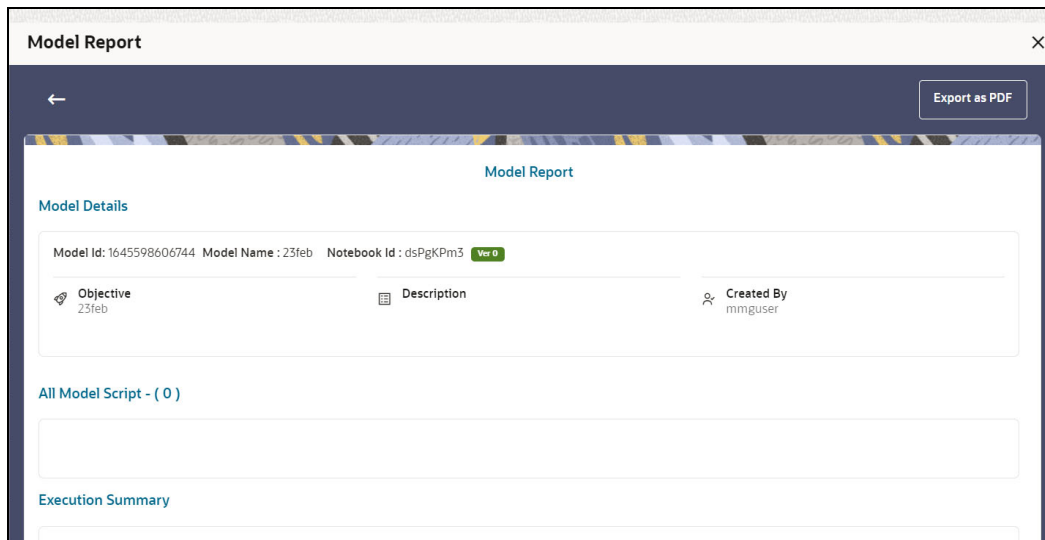 Model Report
Export as PDF
Model Report
Model Details
Model Id: 1645598606744 Model Name : 23feb Notebook Id : dsPgKPm3 Ver 0
Objective Description Created By
23feb mmguser
All Model Script - ( 0 )
Execution Summary